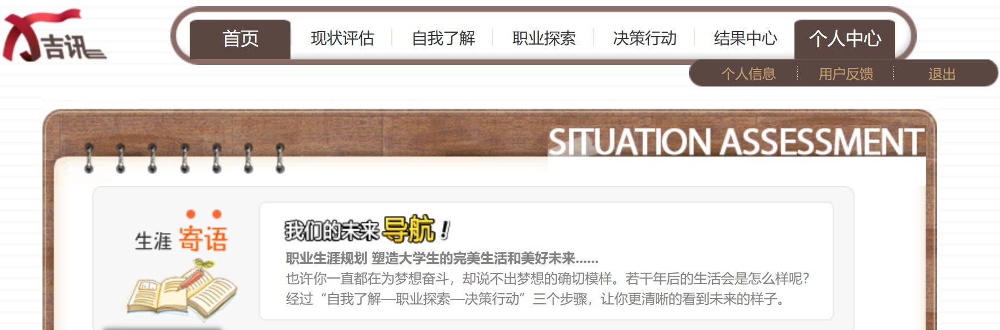 吉讯
首页 现状评估 自我了解 职业探索 决策行动 结果中心 个人中心
个人信息 用户反馈 退出
SITUATION ASSESSMENT
生涯 寄语
我们的未来导航！
职业生涯规划 塑造大学生的完美生活和美好未来......
也许你一直都在为梦想奋斗，却说不出梦想的确切模样。若干年后的生活会是怎么样呢？
经过“自我了解—职业探索—决策行动”三个步骤，让你更清晰的看到未来的样子。